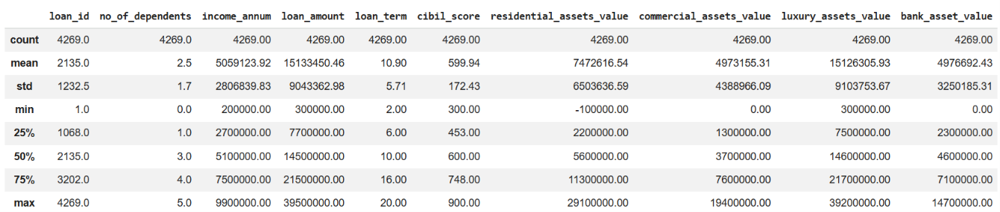 loan_id no_of_dependents income_annum loan_amount loan_term cibil_score residential_assets_value commercial_assets_value luxury_assets_value bank_asset_value
count 4269.0 4269.0 4269.00 4269.00 4269.00 4269.00 4269.00 4269.00 4269.00 4269.00
mean 2135.0 2.5 5059123.92 15133450.46 10.90 599.94 7472616.54 4973155.31 15126305.93 4976692.43
std 1232.5 1.7 2806839.83 9043362.98 5.71 172.43 6503636.59 4388966.09 9103753.67 3250185.31
min 1.0 0.0 200000.00 300000.00 2.00 300.00 -100000.00 0.00 300000.00 0.00
25% 1068.0 1.0 2700000.00 7700000.00 6.00 453.00 2200000.00 1300000.00 7500000.00 2300000.00
50% 2135.0 3.0 5100000.00 14500000.00 10.00 600.00 5600000.00 3700000.00 14600000.00 4600000.00
75% 3202.0 4.0 7500000.00 21500000.00 16.00 748.00 11300000.00 7600000.00 21700000.00 7100000.00
max 4269.0 5.0 9900000.00 39500000.00 20.00 900.00 29100000.00 19400000.00 39200000.00 14700000.00